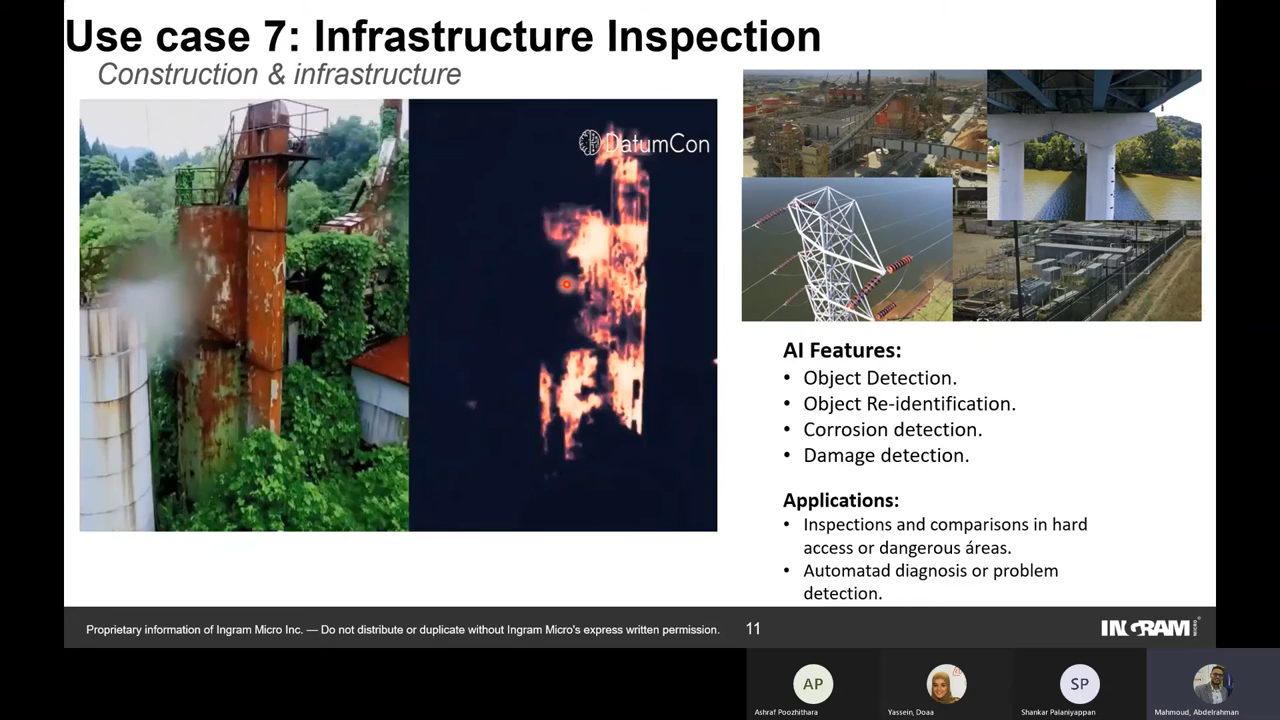 Use case 7: Infrastructure Inspection
Construction & infrastructure
DatumCon
AI Features:
• Object Detection.
• Object Re-identification.
• Corrosion detection.
• Damage detection.
Applications:
• Inspections and comparisons in hard
access or dangerous áreas.
• Automatad diagnosis or problem
detection.
Proprietary information of Ingram Micro Inc. — Do not distribute or duplicate without Ingram Micro's express written permission.
11
INGRAM MICRO
AP
SP
Ashraf Poozhithara
Yassein, Doaa
Shankar Palaniyappan
Mahmoud, Abdelrahman